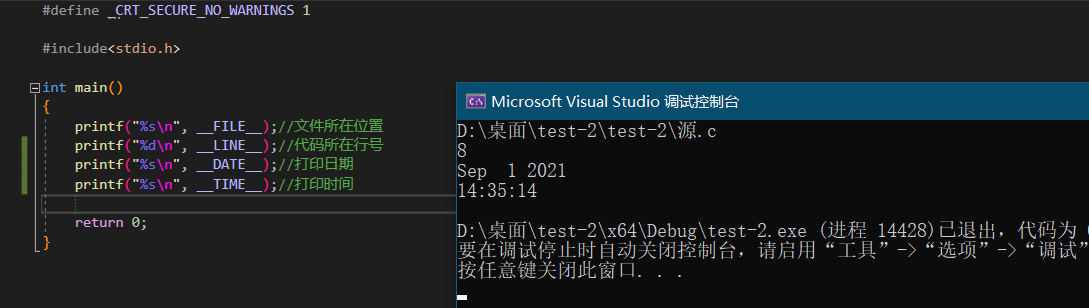 #define _CRT_SECURE_NO_WARNINGS 1
#include<stdio.h>
int main()
{
printf("%s\n", __FILE__);//文件所在位置
printf("%d\n", __LINE__);//代码所在行号
printf("%s\n", __DATE__);//打印日期
printf("%s\n", __TIME__);//打印时间
return 0;
}
Microsoft Visual Studio 调试控制台
D:\桌面\test-2\test-2\源.c
8
Sep  1 2021
14:35:14
D:\桌面\test-2\x64\Debug\test-2.exe (进程 14428)已退出，代码为
要在调试停止时自动关闭控制台，请启用“工具”->“选项”->“调试”
按任意键关闭此窗口. . .